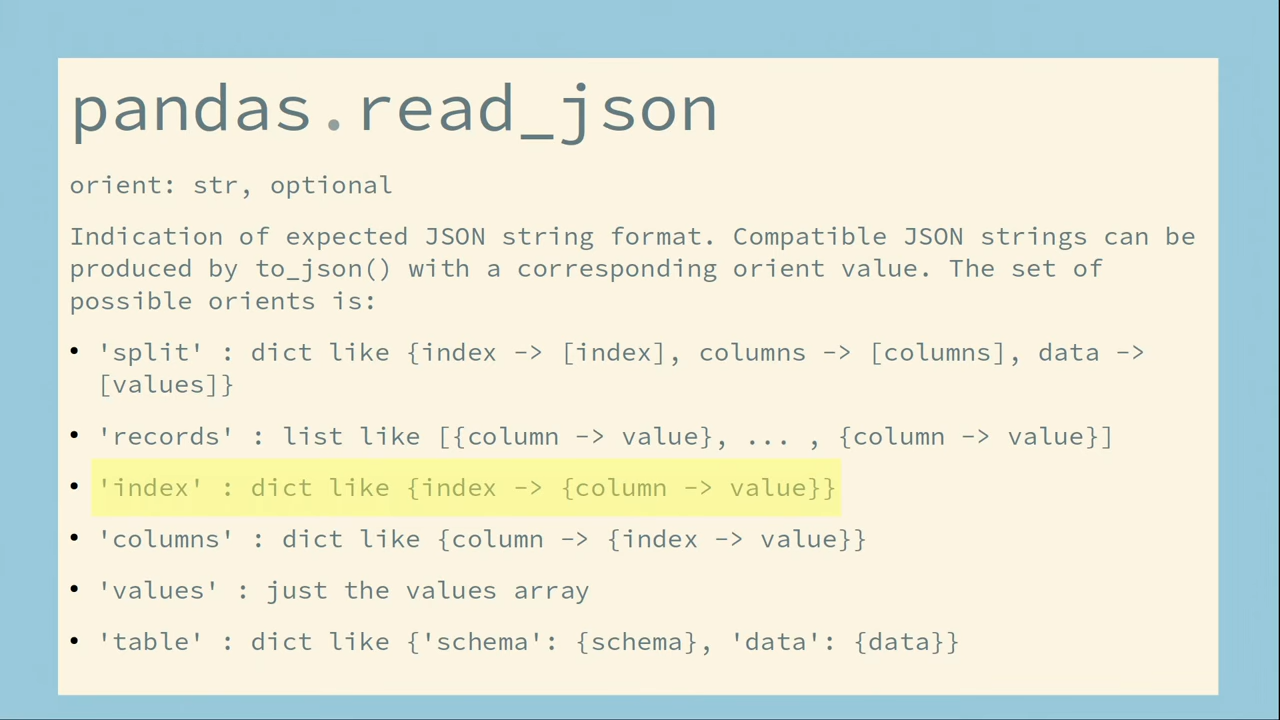 pandas.read_json
orient: str, optional
Indication of expected JSON string format. Compatible JSON strings can be
produced by to_json() with a corresponding orient value. The set of
possible orients is:
• 'split' : dict like {index -> [index], columns -> [columns], data ->
[values]}
• 'records' : list like [{column -> value}, ... , {column -> value}]
• 'index' : dict like {index -> {column -> value}}
• 'columns' : dict like {column -> {index -> value}}
• 'values' : just the values array
• 'table' : dict like {'schema': {schema}, 'data': {data}}